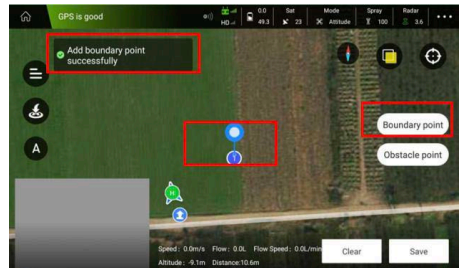 GPS is good
HD
0.0
49.3
Sat
23
Mode
Attitude
Spray
100
Radar
3.6
Add boundary point
successfully
A
Boundary point
Obstacle point
1
H
Speed: 0.0m/s Flow: 0.0L Flow Speed: 0.0L/min
Altitude: -9.1m Distance:10.6m
Clear
Save